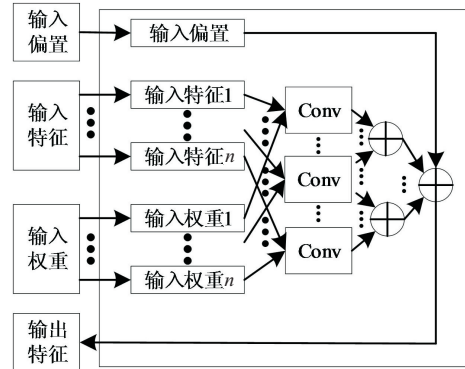 输入
偏置
输入偏置
输入
特征
输入特征1
输入特征n
Conv
Conv
Conv
输入
权重
输入权重1
输入权重n
输出
特征